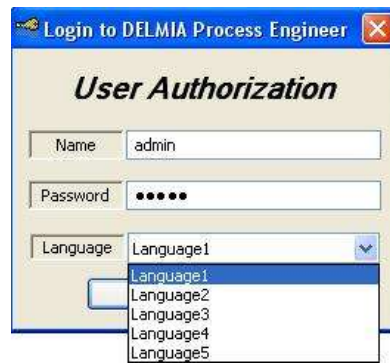 Login to DELMIA Process Engineer
User Authorization
Name admin
Password •••••
Language Language1
Language1
Language2
Language3
Language4
Language5